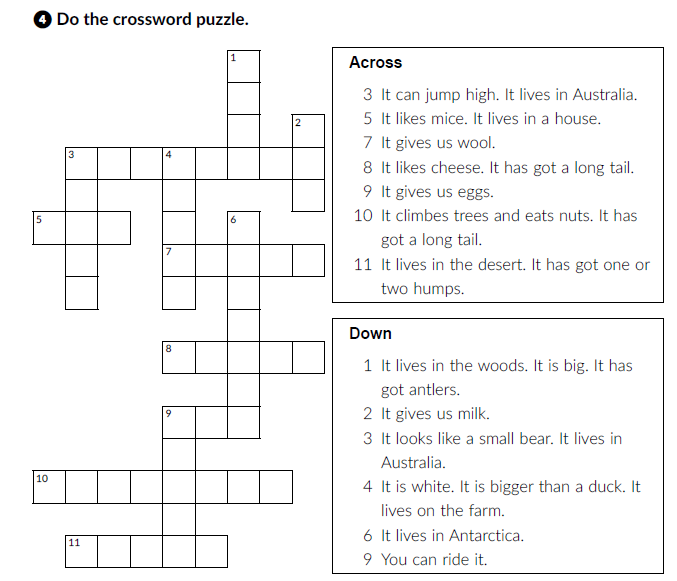 4 Do the crossword puzzle.
1
2
3 4
5 6
7
8
9
10
11
Across
3 It can jump high. It lives in Australia.
5 It likes mice. It lives in a house.
7 It gives us wool.
8 It likes cheese. It has got a long tail.
9 It gives us eggs.
10 It climbes trees and eats nuts. It has
got a long tail.
11 It lives in the desert. It has got one or
two humps.
Down
1 It lives in the woods. It is big. It has
got antlers.
2 It gives us milk.
3 It looks like a small bear. It lives in
Australia.
4 It is white. It is bigger than a duck. It
lives on the farm.
6 It lives in Antarctica.
9 You can ride it.